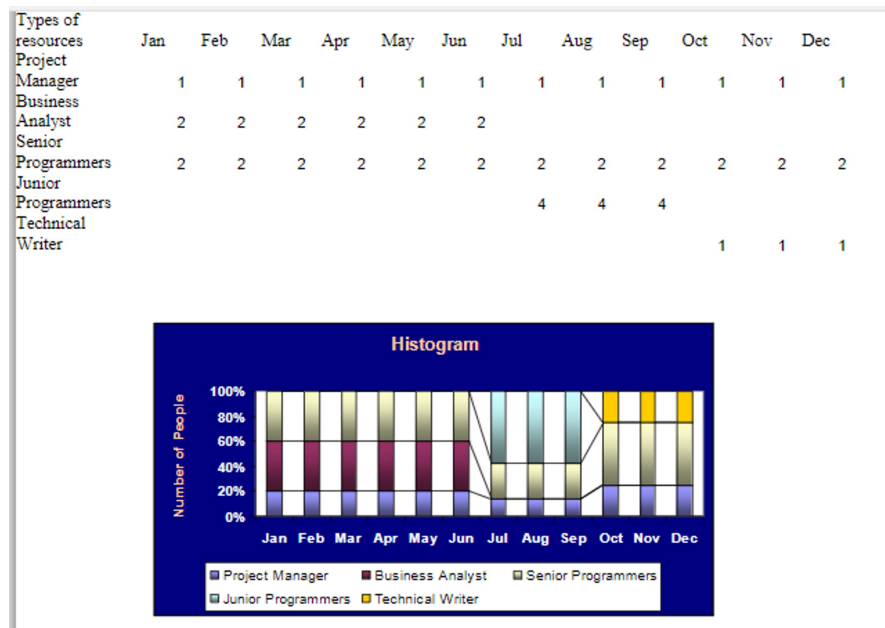 Types of
resources Jan Feb Mar Apr May Jun Jul Aug Sep Oct Nov Dec
Project
Manager 1 1 1 1 1 1 1 1 1 1 1 1
Business
Analyst 2 2 2 2 2 2
Senior
Programmers 2 2 2 2 2 2 2 2 2 2 2 2
Junior
Programmers 4 4 4
Technical
Writer 1 1 1
Histogram
Number of People
100%
80%
60%
40%
20%
0%
Jan Feb Mar Apr May Jun Jul Aug Sep Oct Nov Dec
Project Manager Business Analyst Senior Programmers
Junior Programmers Technical Writer